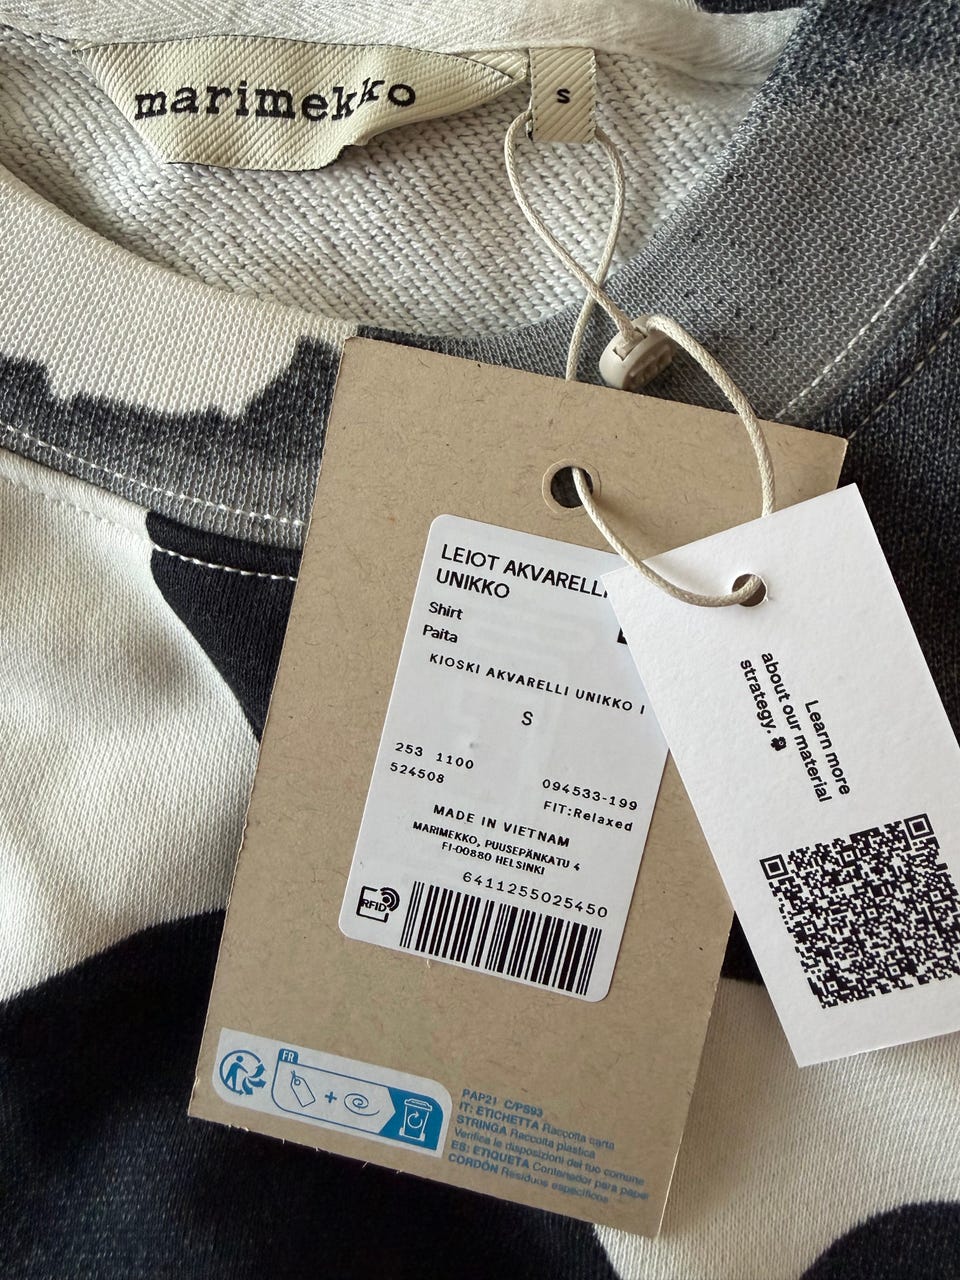 marimekko
S
LEIOT AKVARELLI
UNIKKO
Shirt
Paita
KIOSKI AKVARELLI UNIKKO I
S
253 1100
524508
094533-199
FIT:Relaxed
MADE IN VIETNAM
MARIMEKKO, PUUSEPÄNKATU 4
FI-00880 HELSINKI
6411255025450
RFID
Learn more
about our material
strategy.
FR
PAP21 C/PS93
IT: ETICHETTA Raccolta carta
STRINGA Raccolta plastica
Verifica le disposizioni del tuo comune
ES: ETIQUETA Contenedor para papel
CORDÓN Residuos específicos